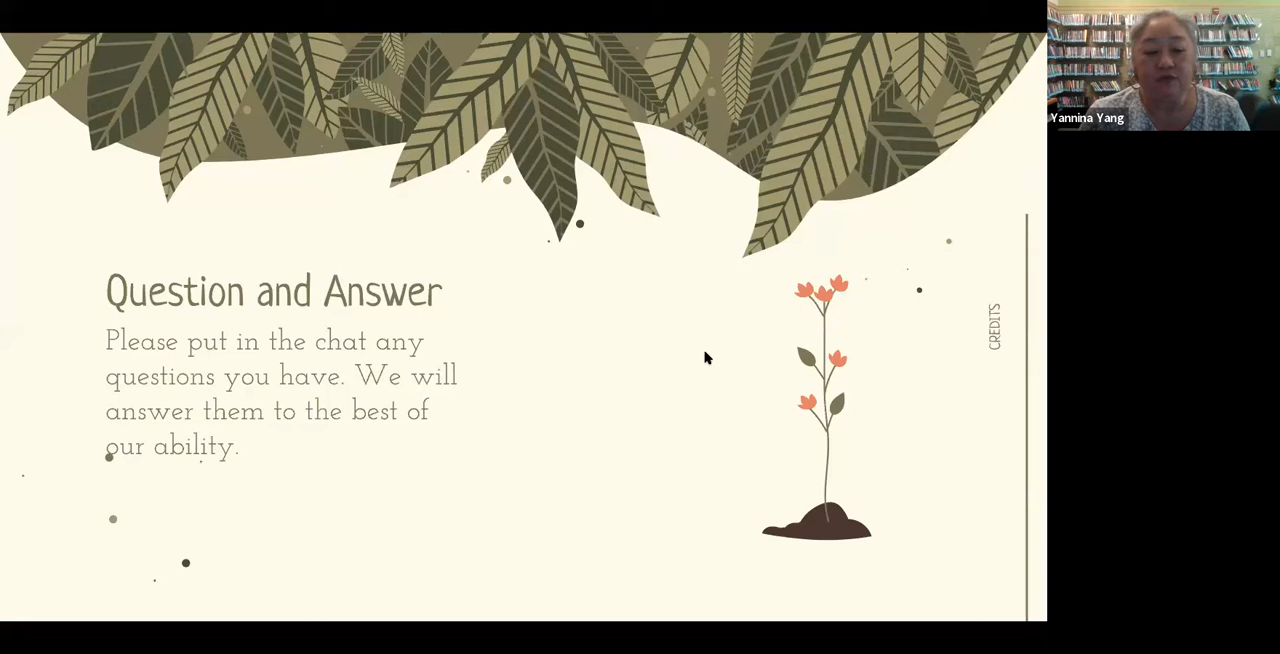 Question and Answer
Please put in the chat any
questions you have. We will
answer them to the best of
our ability.
CREDITS
Yannina Yang